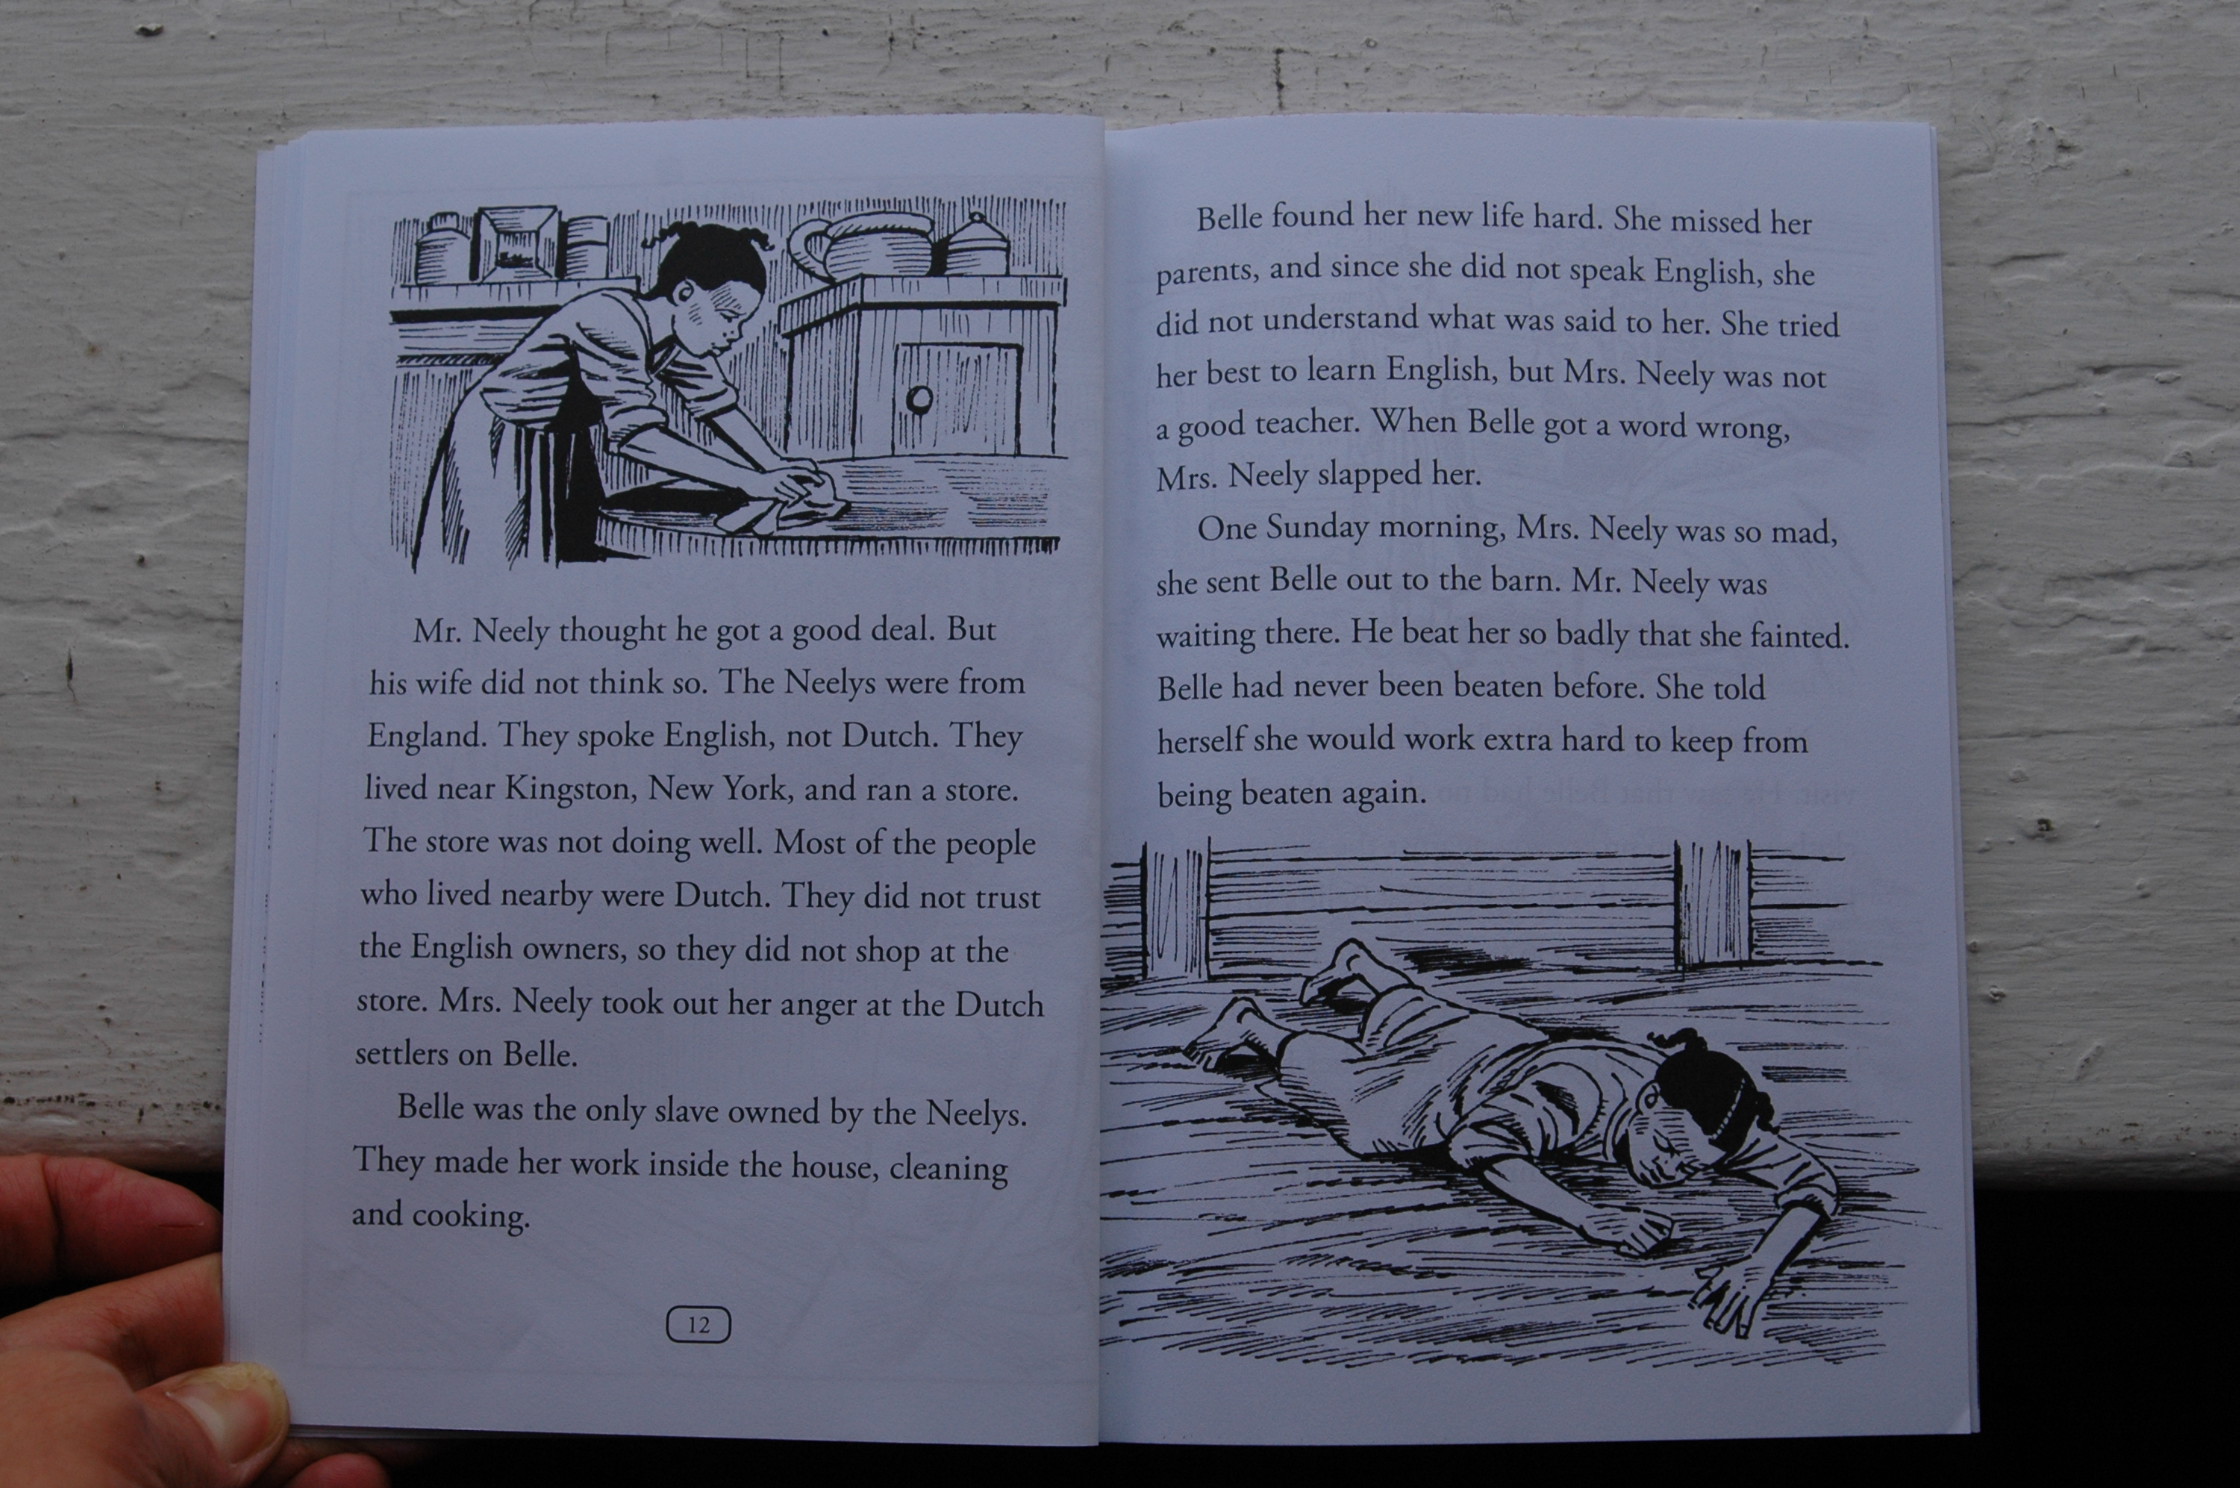 Mr. Neely thought he got a good deal. But
his wife did not think so. The Neelys were from
England. They spoke English, not Dutch. They
lived near Kingston, New York, and ran a store.
The store was not doing well. Most of the people
who lived nearby were Dutch. They did not trust
the English owners, so they did not shop at the
store. Mrs. Neely took out her anger at the Dutch
settlers on Belle.
Belle was the only slave owned by the Neelys.
They made her work inside the house, cleaning
and cooking.
12
Belle found her new life hard. She missed her
parents, and since she did not speak English, she
did not understand what was said to her. She tried
her best to learn English, but Mrs. Neely was not
a good teacher. When Belle got a word wrong,
Mrs. Neely slapped her.
One Sunday morning, Mrs. Neely was so mad,
she sent Belle out to the barn. Mr. Neely was
waiting there. He beat her so badly that she fainted.
Belle had never been beaten before. She told
herself she would work extra hard to keep from
being beaten again.